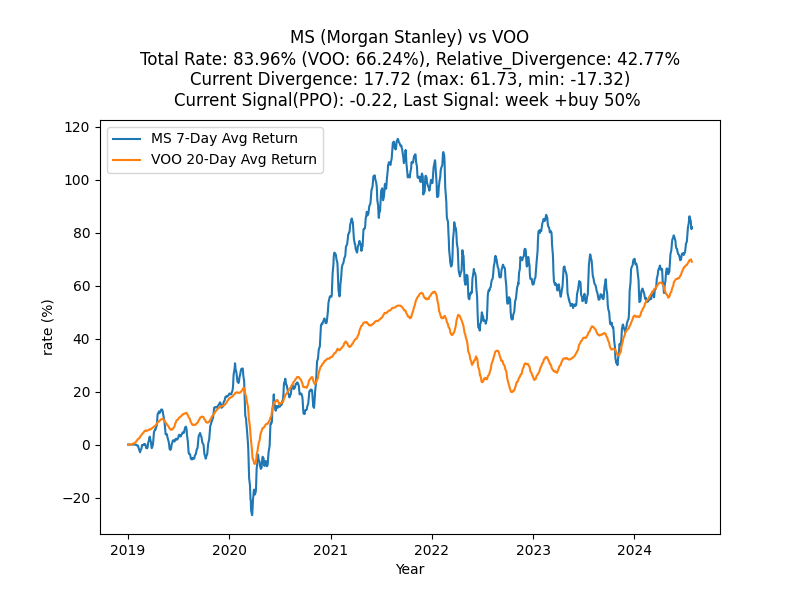 MS (Morgan Stanley) vs VOO
Total Rate: 83.96% (VOO: 66.24%), Relative_Divergence: 42.77%
Current Divergence: 17.72 (max: 61.73, min: -17.32)
Current Signal(PPO): -0.22, Last Signal: week +buy 50%
MS 7-Day Avg Return
VOO 20-Day Avg Return
120
100
80
60
40
20
0
−20
rate (%)
2019
2020
2021
2022
2023
2024
Year